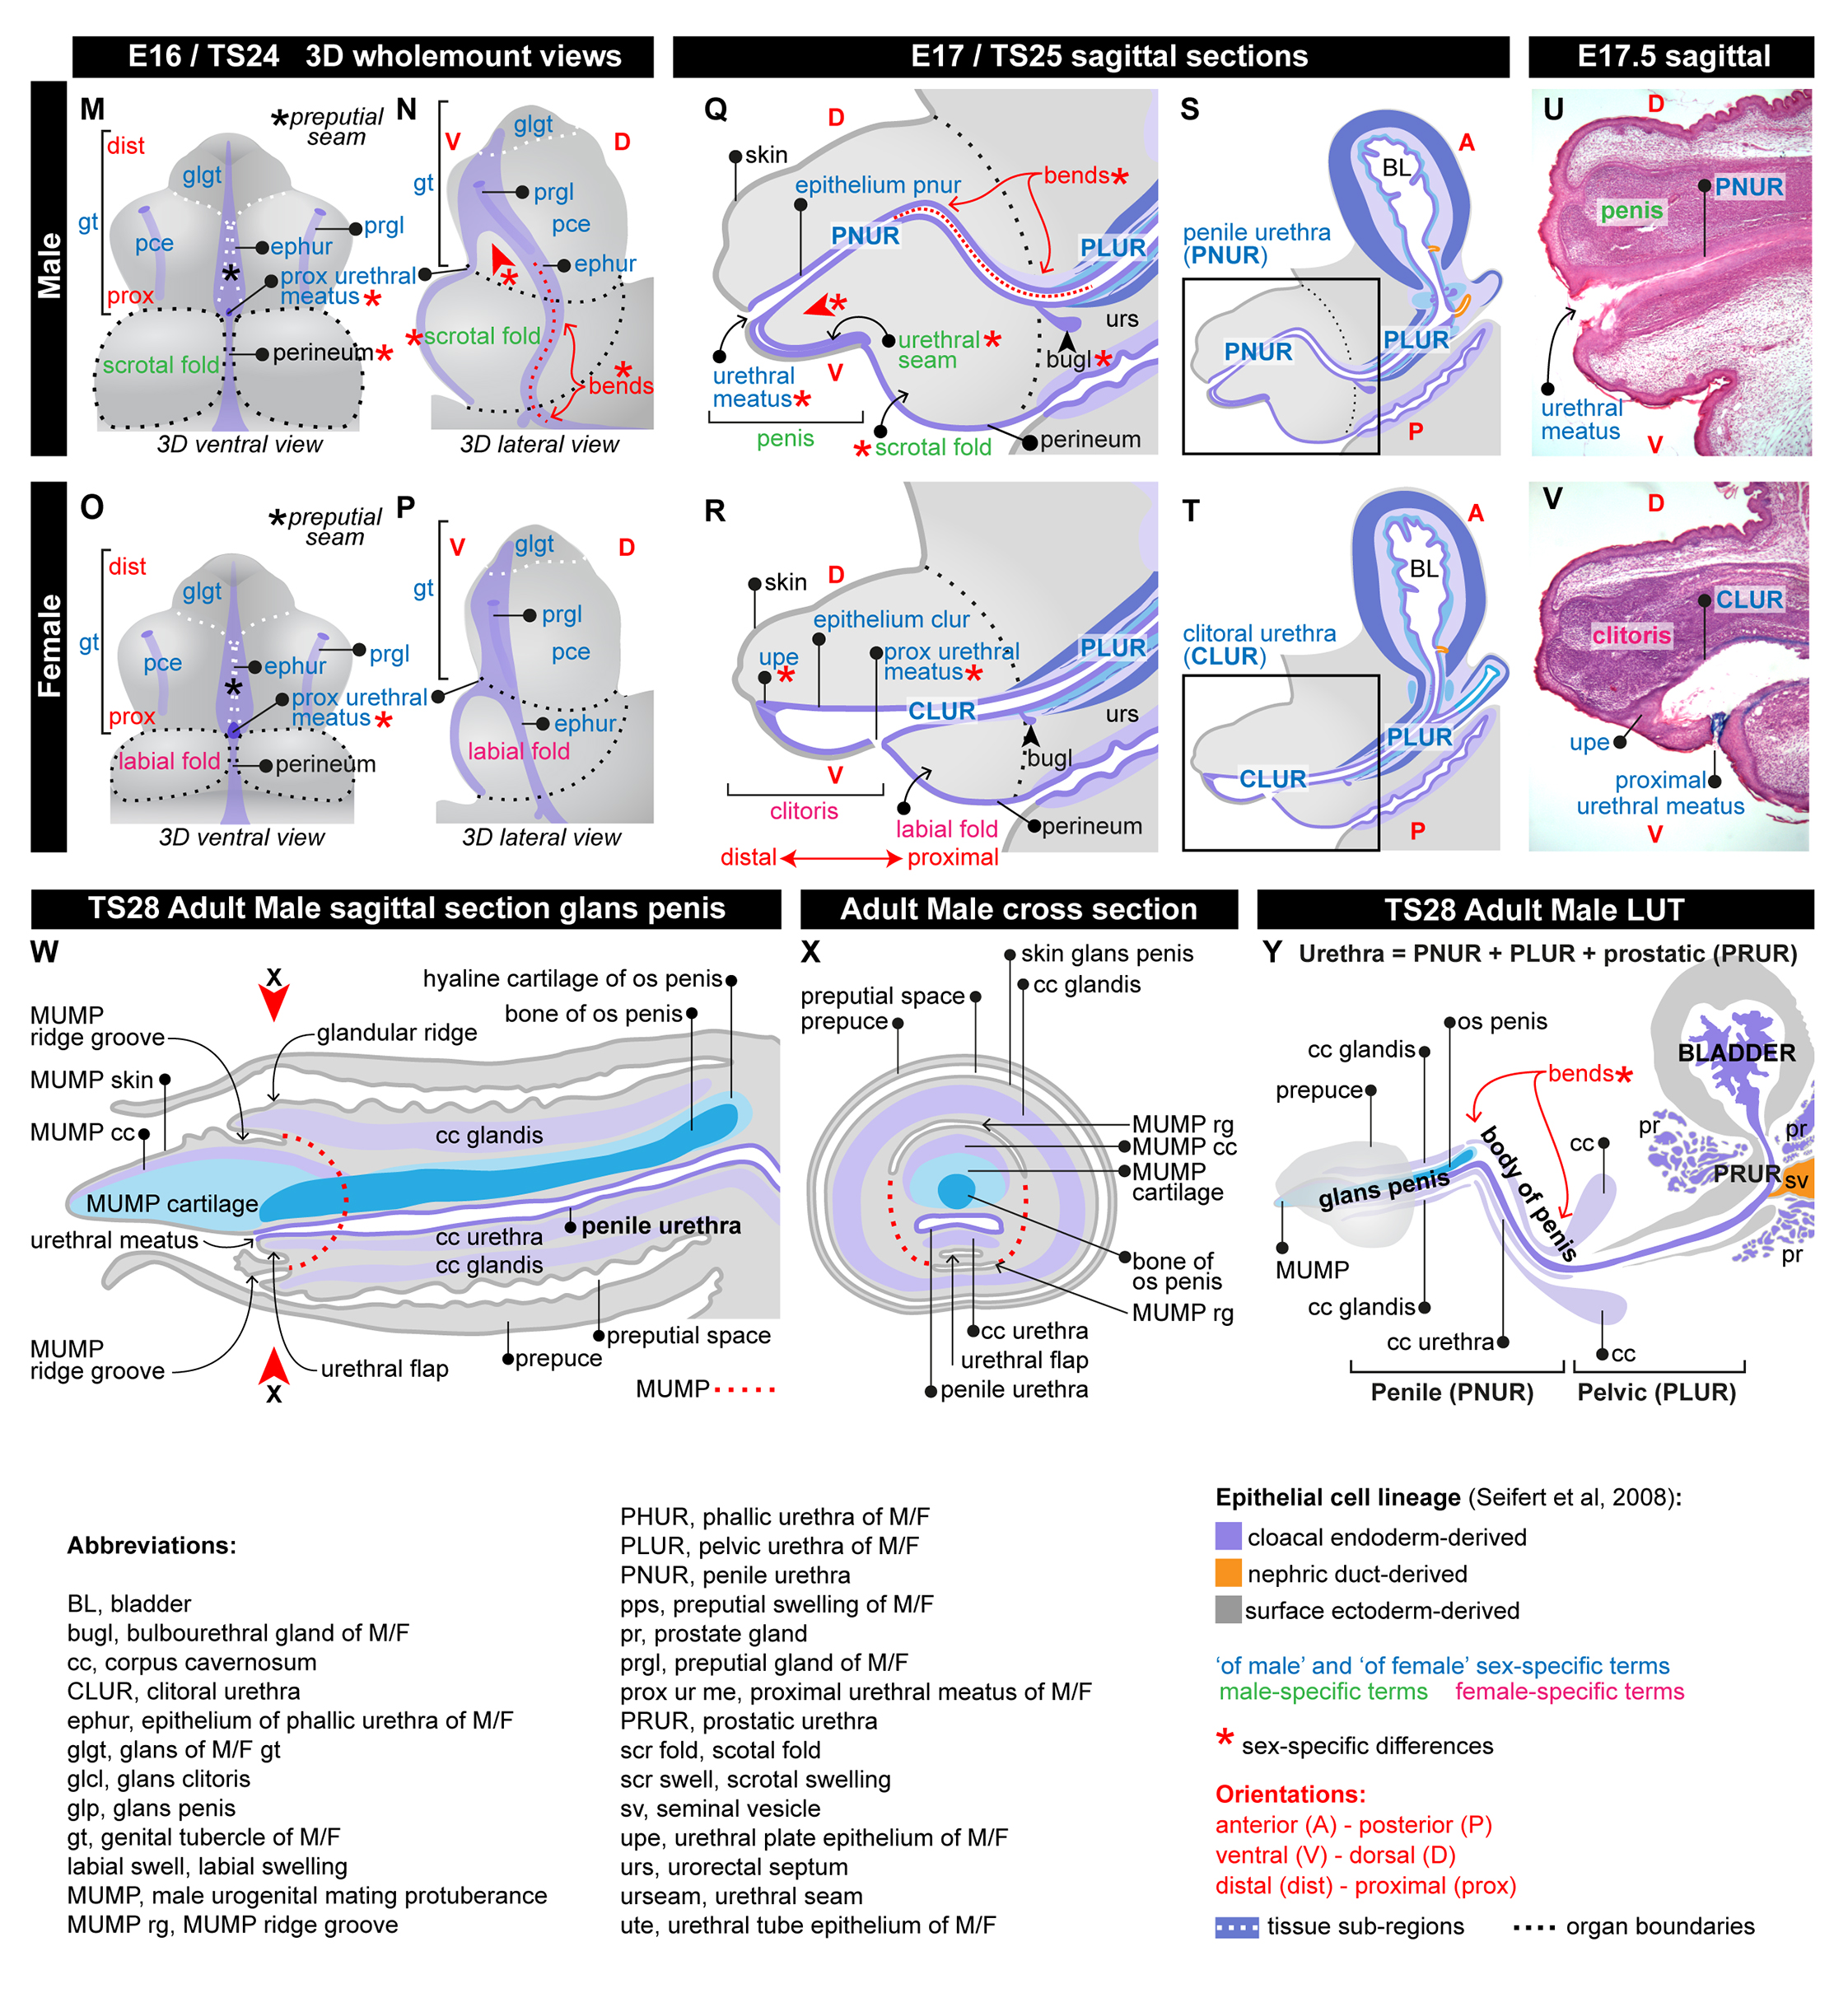 E16 / TS24 3D wholemount views
E17 / TS25 sagittal sections
E17.5 sagittal
Male
M
*preputial
seam
dist
glgt
gt
pce
prgl
ephur
*
prox urethral
meatus*
prox
scrotal fold
perineum*
3D ventral view
N
V
glgt
D
gt
prgl
pce
*
ephur
*scrotal fold
*
bends
3D lateral view
Q
D
skin
epithelium pnur
bends*
PNUR
PLUR
*
urs
urethral
seam*
bugl*
V
urethral
meatus*
penis
*scrotal fold
perineum
S
BL
A
penile urethra
(PNUR)
PNUR
PLUR
P
U
D
PNUR
penis
urethral
meatus
V
Female
O
*preputial
seam
dist
glgt
gt
pce
prgl
ephur
*
prox urethral
meatus*
prox
labial fold
perineum
3D ventral view
P
V
glgt
D
gt
prgl
pce
ephur
labial fold
3D lateral view
R
D
skin
epithelium clur
upe
*
prox urethral
meatus*
PLUR
CLUR
urs
bugl
V
clitoris
labial fold
perineum
distal
proximal
T
BL
A
clitoral urethra
(CLUR)
PLUR
CLUR
P
V
D
CLUR
clitoris
upe
proximal
urethral meatus
V
TS28 Adult Male sagittal section glans penis
Adult Male cross section
TS28 Adult Male LUT
W
X
hyaline cartilage of os penis
bone of os penis
MUMP
ridge groove
glandular ridge
MUMP skin
MUMP cc
cc glandis
MUMP cartilage
penile urethra
urethral meatus
cc urethra
cc glandis
MUMP
ridge groove
urethral flap
X
prepuce
preputial space
MUMP
X
skin glans penis
cc glandis
preputial space
prepuce
MUMP rg
MUMP cc
MUMP
cartilage
bone of
os penis
MUMP rg
cc urethra
urethral flap
penile urethra
Y
Urethra = PNUR + PLUR + prostatic (PRUR)
os penis
cc glandis
BLADDER
bends*
prepuce
pr
pr
cc
body of penis
PRUR
sv
glans penis
pr
MUMP
cc glandis
cc urethra
cc
Penile (PNUR)
Pelvic (PLUR)
Abbreviations:
BL, bladder
bugl, bulbourethral gland of M/F
cc, corpus cavernosum
CLUR, clitoral urethra
ephur, epithelium of phallic urethra of M/F
glgt, glans of M/F gt
glcl, glans clitoris
glp, glans penis
gt, genital tubercle of M/F
labial swell, labial swelling
MUMP, male urogenital mating protuberance
MUMP rg, MUMP ridge groove
PHUR, phallic urethra of M/F
PLUR, pelvic urethra of M/F
PNUR, penile urethra
pps, preputial swelling of M/F
pr, prostate gland
prgl, preputial gland of M/F
prox ur me, proximal urethral meatus of M/F
PRUR, prostatic urethra
scr fold, scotal fold
scr swell, scrotal swelling
sv, seminal vesicle
upe, urethral plate epithelium of M/F
urs, urorectal septum
urseam, urethral seam
ute, urethral tube epithelium of M/F
Epithelial cell lineage (Seifert et al, 2008):
cloacal endoderm-derived
nephric duct-derived
surface ectoderm-derived
‘of male’ and ‘of female’ sex-specific terms
male-specific terms female-specific terms
* sex-specific differences
Orientations:
anterior (A) - posterior (P)
ventral (V) - dorsal (D)
distal (dist) - proximal (prox)
tissue sub-regions
organ boundaries